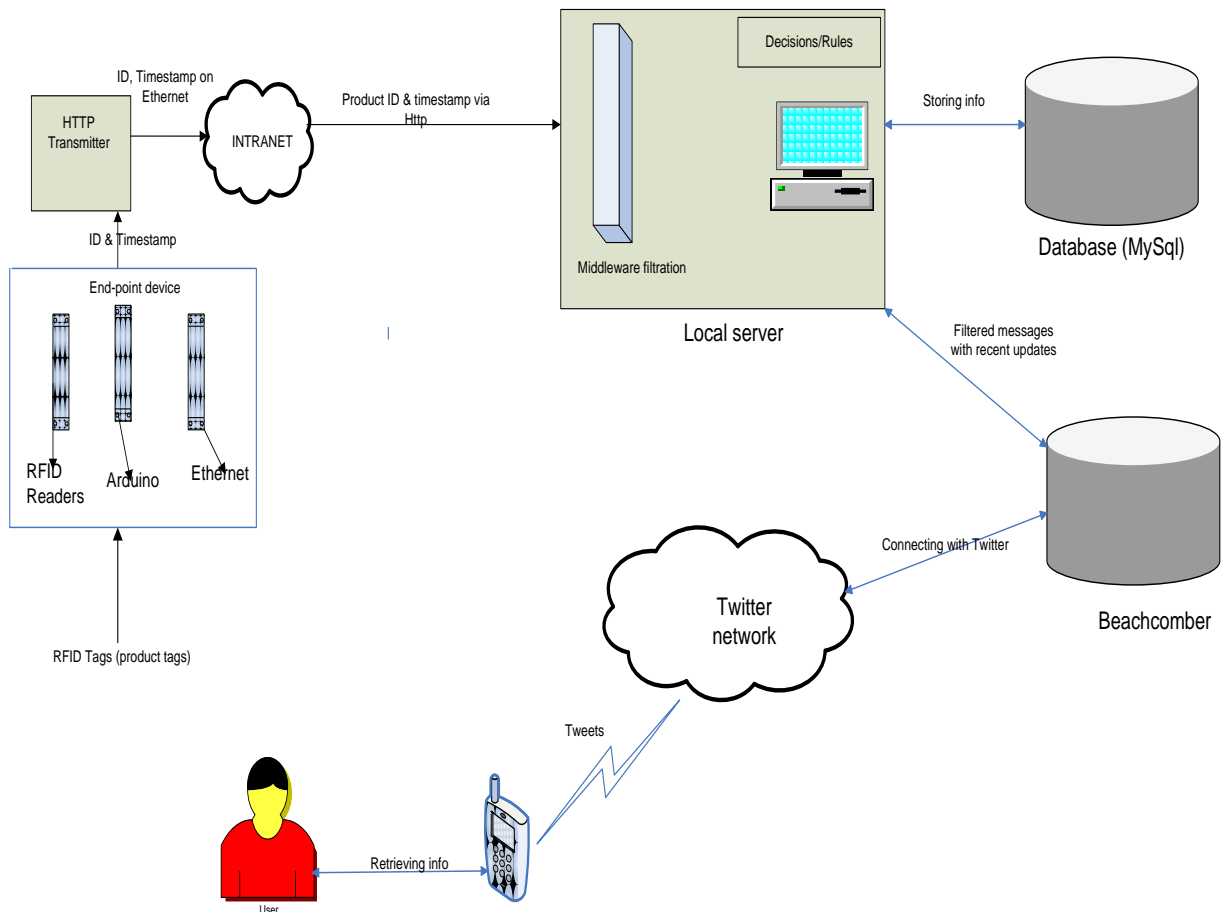 Decisions/Rules
ID, Timestamp on
Ethernet
HTTP
Transmitter
INTRANET
Product ID & timestamp via
Http
Storing info
Middleware filtration
Database (MySql)
Local server
ID & Timestamp
End-point device
RFID
Readers
Arduino
Ethernet
RFID Tags (product tags)
Filtered messages
with recent updates
Connecting with Twitter
Beachcomber
Twitter
network
Tweets
Retrieving info
User